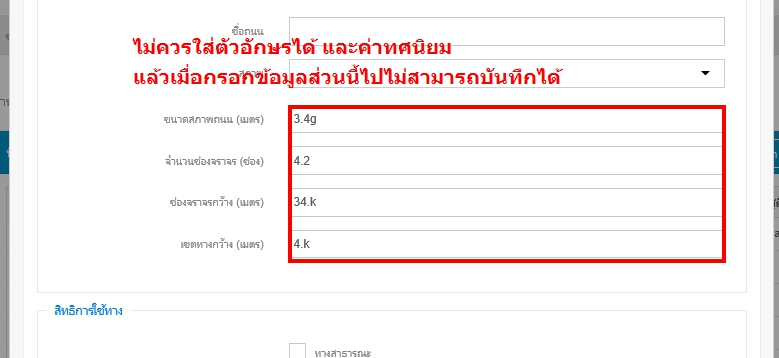 ชื่อถนน
ไม่ควรใส่ตัวอักษรได้ และค่าทศนิยม
แล้วเมื่อกรอกข้อมูลส่วนนี้ไปไม่สามารถบันทึกได้
ขนาดสภาพถนน (เมตร) 3.4g
จำนวนช่องจราจร (ช่อง) 4.2
ช่องจราจรกว้าง (เมตร) 34.k
เขตทางกว้าง (เมตร) 4.k
สิทธิการใช้ทาง
ทางสาธารณะ